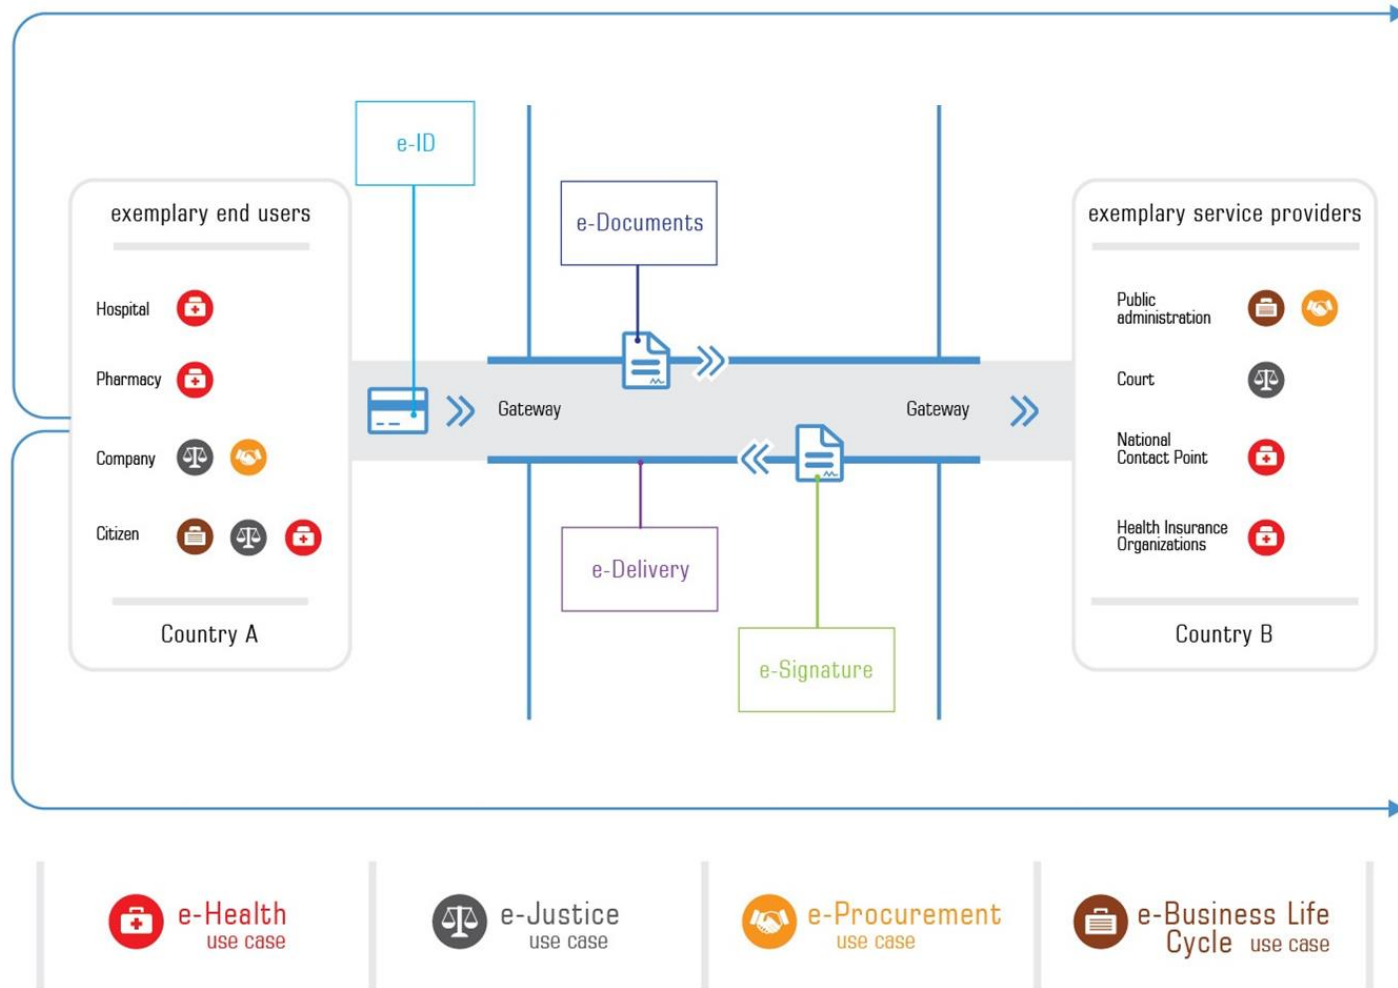 e-ID
e-Documents
exemplary end users
Hospital
Pharmacy
Company
Citizen
Country A
Gateway
Gateway
e-Delivery
e-Signature
exemplary service providers
Public
administration
Court
National
Contact Point
Health Insurance
Organizations
Country B
e-Health
use case
e-Justice
use case
e-Procurement
use case
e-Business Life
Cycle use case